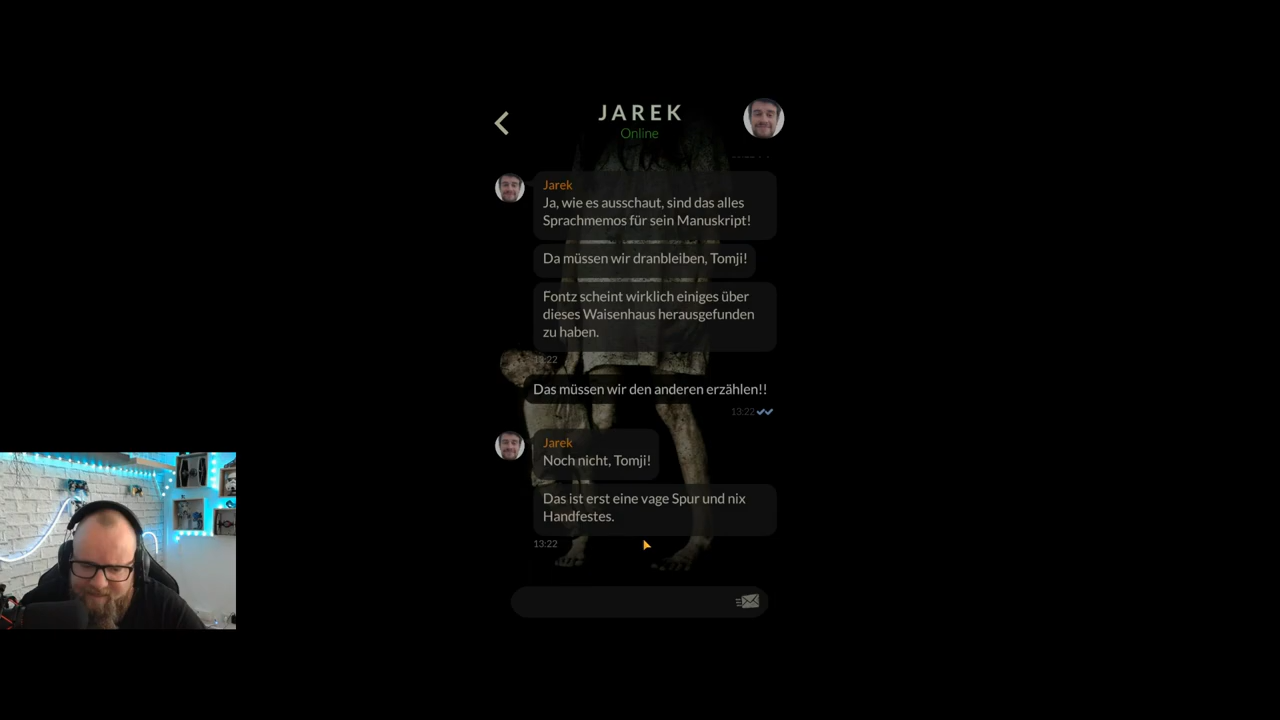 JAREK
Online
Jarek
Ja, wie es ausschaut, sind das alles
Sprachmemos für sein Manuskript!
Da müssen wir dranbleiben, Tomji!
Fontz scheint wirklich einiges über
dieses Waisenhaus herausgefunden
zu haben.
13:22
Das müssen wir den anderen erzählen!!
13:22
Jarek
Noch nicht, Tomji!
Das ist erst eine vage Spur und nix
Handfestes.
13:22